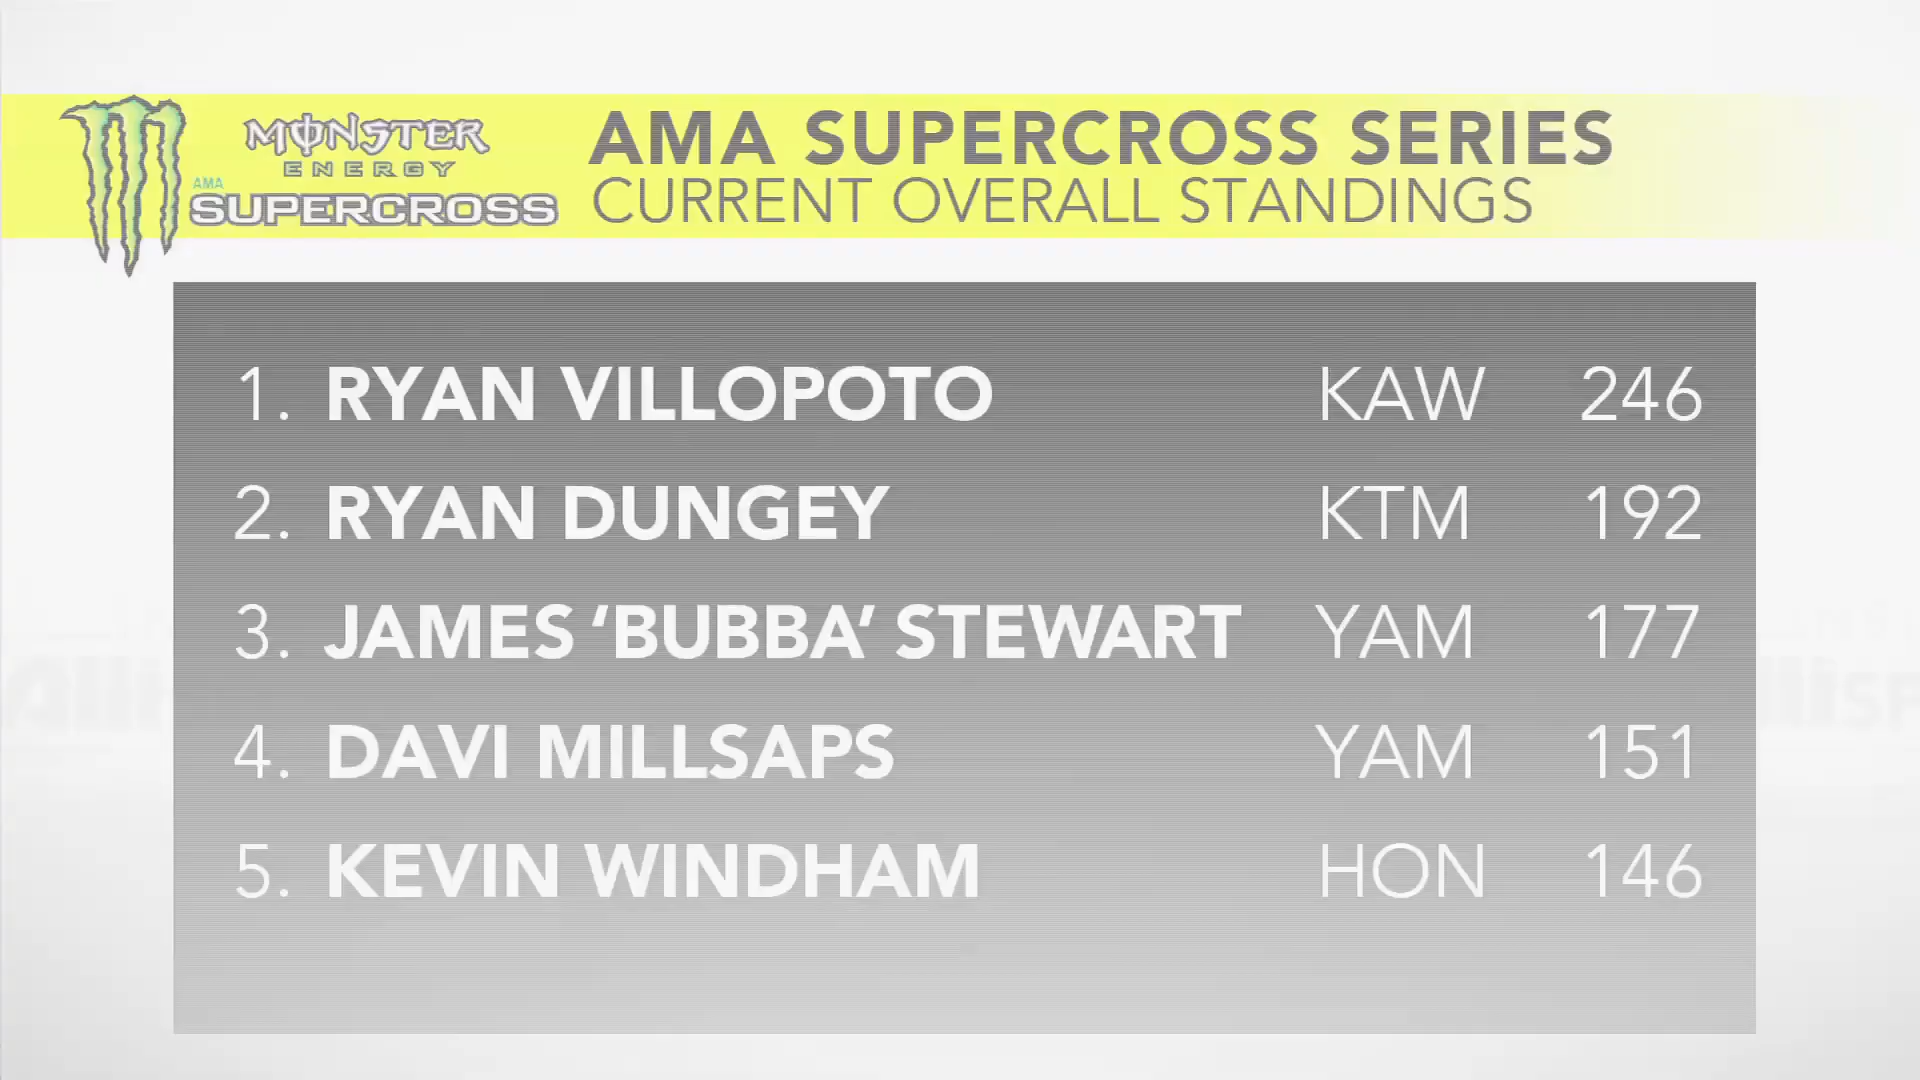 MONSTER
ENERGY
AMA
SUPERCROSS
AMA SUPERCROSS SERIES
CURRENT OVERALL STANDINGS
1. RYAN VILLOPOTO KAW 246
2. RYAN DUNGEY KTM 192
3. JAMES ‘BUBBA’ STEWART YAM 177
4. DAVI MILLSAPS YAM 151
5. KEVIN WINDHAM HON 146